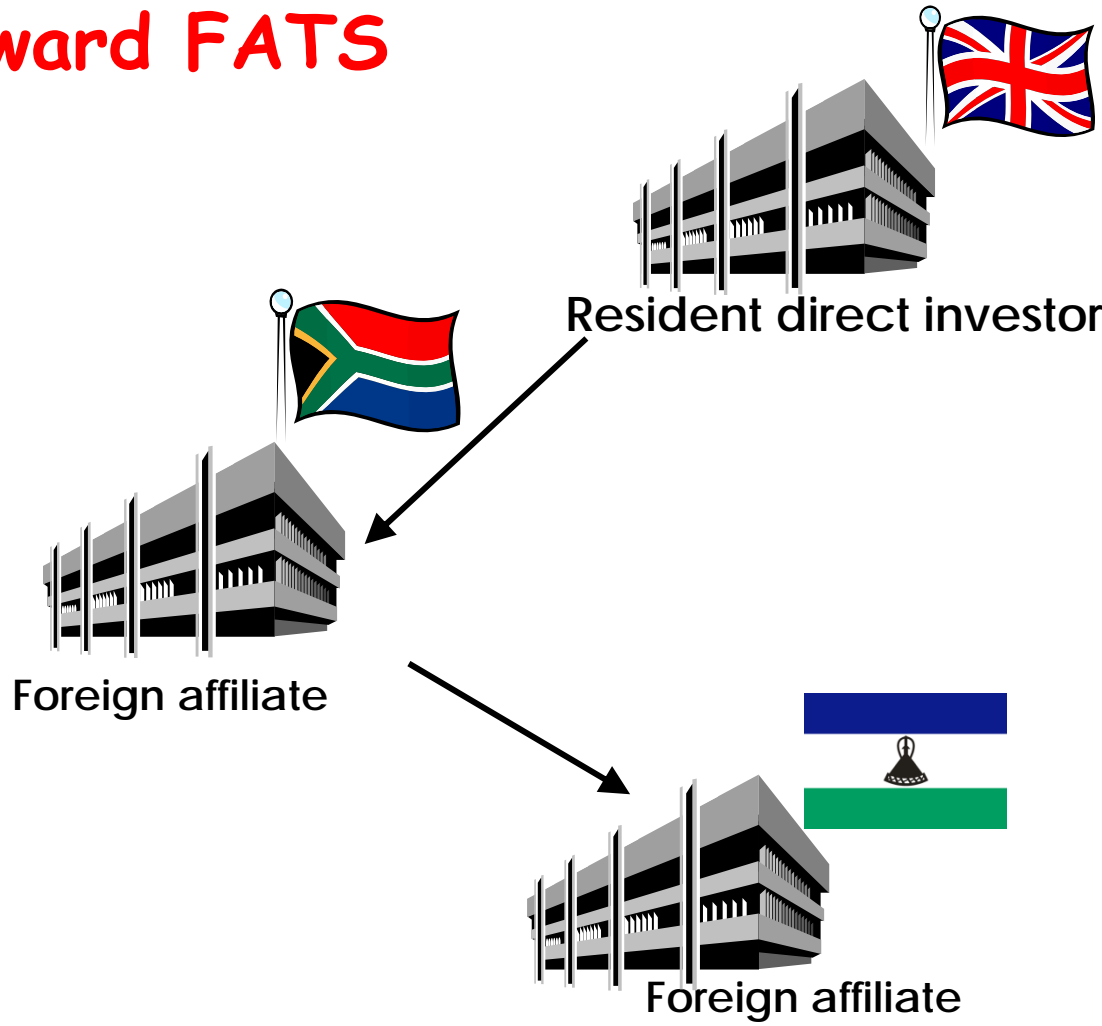 ward FATS
Resident direct investor
Foreign affiliate
Foreign affiliate